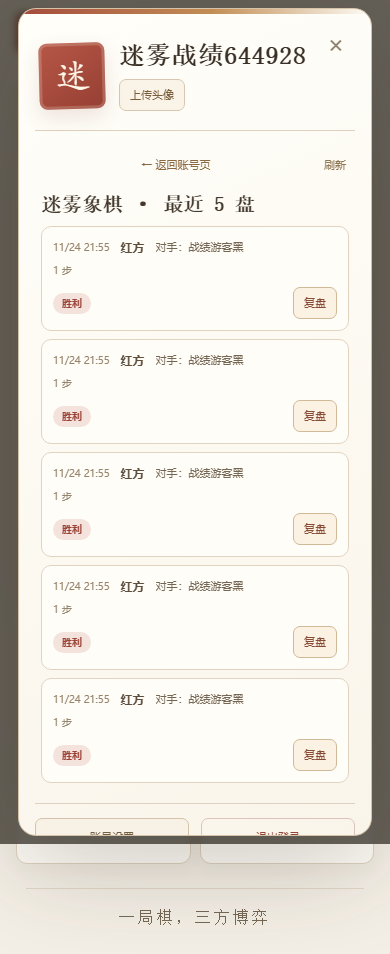 迷
迷雾战绩644928
×
上传头像
← 返回账号页
刷新
迷雾象棋 • 最近 5 盘
11/24 21:55 红方 对手：战绩游客黑
1 步
胜利
复盘
11/24 21:55 红方 对手：战绩游客黑
1 步
胜利
复盘
11/24 21:55 红方 对手：战绩游客黑
1 步
胜利
复盘
11/24 21:55 红方 对手：战绩游客黑
1 步
胜利
复盘
11/24 21:55 红方 对手：战绩游客黑
1 步
胜利
复盘
一局棋，三方博弈